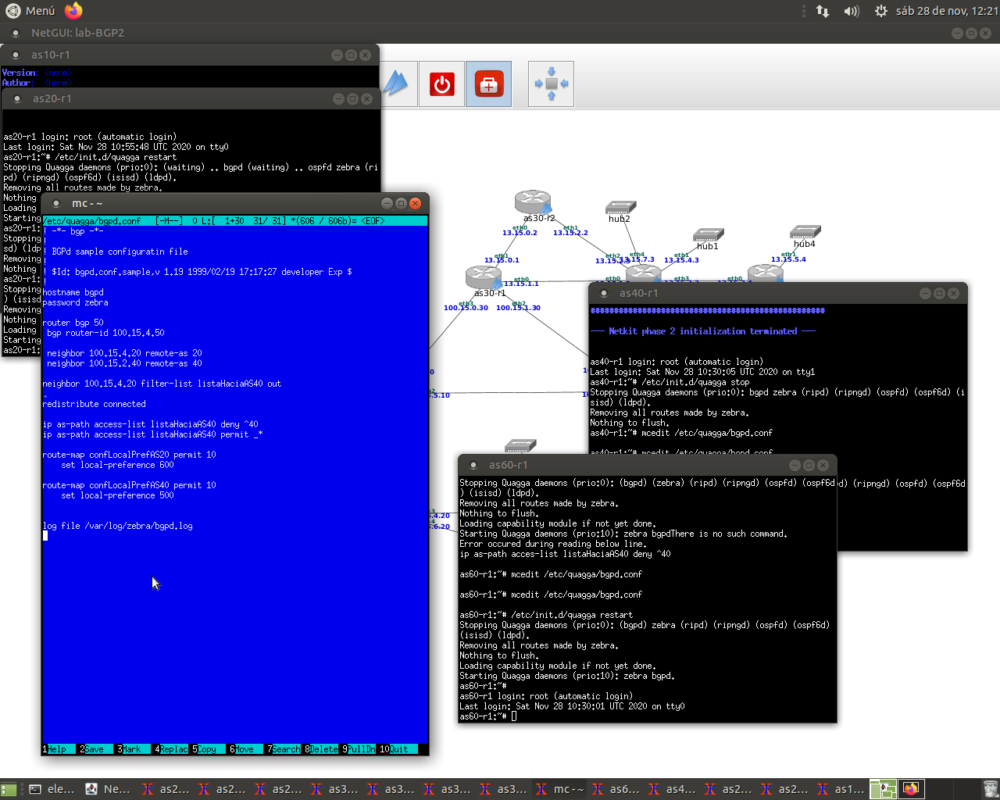 Menú
sáb 28 de nov, 12:21
NetGUI: lab-BGP2
as10-r1
Version: <none>
Author: <none>
as20-r1
as20-r1 login: root (automatic login)
Last login: Sat Nov 28 10:55:48 UTC 2020 on tty0
as20-r1:~# /etc/init.d/quagga restart
Stopping Quagga daemons (prio:0): (waiting) .. bgpd (waiting) .. ospfd zebra (ri
pd) (ripngd) (ospf6d) (isisd) (ldpd).
Removing all routes made by zebra.
Nothing
Loading
Starting
as20-r1:
sd) (ldp
Removing
Nothing
as20-r1:
) (isisd
Removing
Nothing
Loading
Starting
as20-r1:
mc - ~
/etc/quagga/bgpd.conf [-M--] 0 L:[ 1+30 31/ 31] *(606 / 606b)= <EOF>
! -*- bgp -*-
!
! BGPd sample configuratin file
!
! $Id: bgpd.conf.sample,v 1.19 1999/02/19 17:17:27 developer Exp $
!
hostname bgpd
password zebra
router bgp 50
bgp router-id 100.15.4.50
neighbor 100.15.4.20 remote-as 20
neighbor 100.15.2.40 remote-as 40
neighbor 100.15.4.20 filter-list listaHaciaAS40 out
redistribute connected
ip as-path access-list listaHaciaAS40 deny ^40
ip as-path access-list listaHaciaAS40 permit _*
route-map confLocalPrefAS20 permit 10
set local-preference 600
route-map confLocalPrefAS40 permit 10
set local-preference 500
log file /var/log/zebra/bgpd.log
1Help 2Save 3Mark 4Replac 5Copy 6Move 7Search 8Delete 9PullDn 10Quit
as30-r2
eth0
13.15.0.2
eth1
13.15.2.2
hub2
hub1
hub4
eth1
13.15.0.1
eth2
eth4
13.15.7.3
eth1
13.15.4.3
eth1
13.15.5.4
eth0
13.15.1.1
as30-r1
eth3
100.15.0.30
eth2
100.15.1.30
.5.10
.4.20
.6.20
as40-r1
################################################
--- Netkit phase 2 initialization terminated ---
as40-r1 login: root (automatic login)
Last login: Sat Nov 28 10:30:05 UTC 2020 on tty1
as40-r1:~# /etc/init.d/quagga stop
Stopping Quagga daemons (prio:0): bgpd zebra (ripd) (ripngd) (ospfd) (ospf6d) (i
sisd) (ldpd).
Removing all routes made by zebra.
Nothing to flush.
as40-r1:~# mcedit /etc/quagga/bgpd.conf
as40-r1:~# mcedit /etc/quagga/bgpd.conf
d) (ripngd) (ospfd) (ospf6d
as60-r1
Stopping Quagga daemons (prio:0): (bgpd) (zebra) (ripd) (ripngd) (ospfd) (ospf6d
) (isisd) (ldpd).
Removing all routes made by zebra.
Nothing to flush.
Loading capability module if not yet done.
Starting Quagga daemons (prio:10): zebra bgpdThere is no such command.
Error occured during reading below line.
ip as-path acces-list listaHaciaAS40 deny ^40
as60-r1:~# mcedit /etc/quagga/bgpd.conf
as60-r1:~# mcedit /etc/quagga/bgpd.conf
as60-r1:~# /etc/init.d/quagga restart
Stopping Quagga daemons (prio:0): (bgpd) zebra (ripd) (ripngd) (ospfd) (ospf6d)
(isisd) (ldpd).
Removing all routes made by zebra.
Nothing to flush.
Loading capability module if not yet done.
Starting Quagga daemons (prio:10): zebra bgpd.
as60-r1:~#
as60-r1 login: root (automatic login)
Last login: Sat Nov 28 10:30:01 UTC 2020 on tty0
as60-r1:~#
ele... Ne... as2... as2... as2... as3... as3... as3... as3... mc - ~ as6... as4... as2... as2... as1...